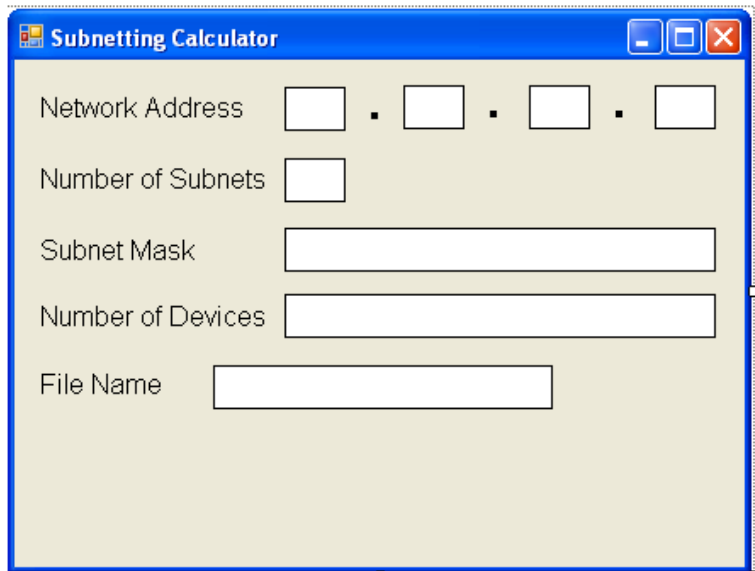 Subnetting Calculator
Network Address . . .
Number of Subnets
Subnet Mask
Number of Devices
File Name